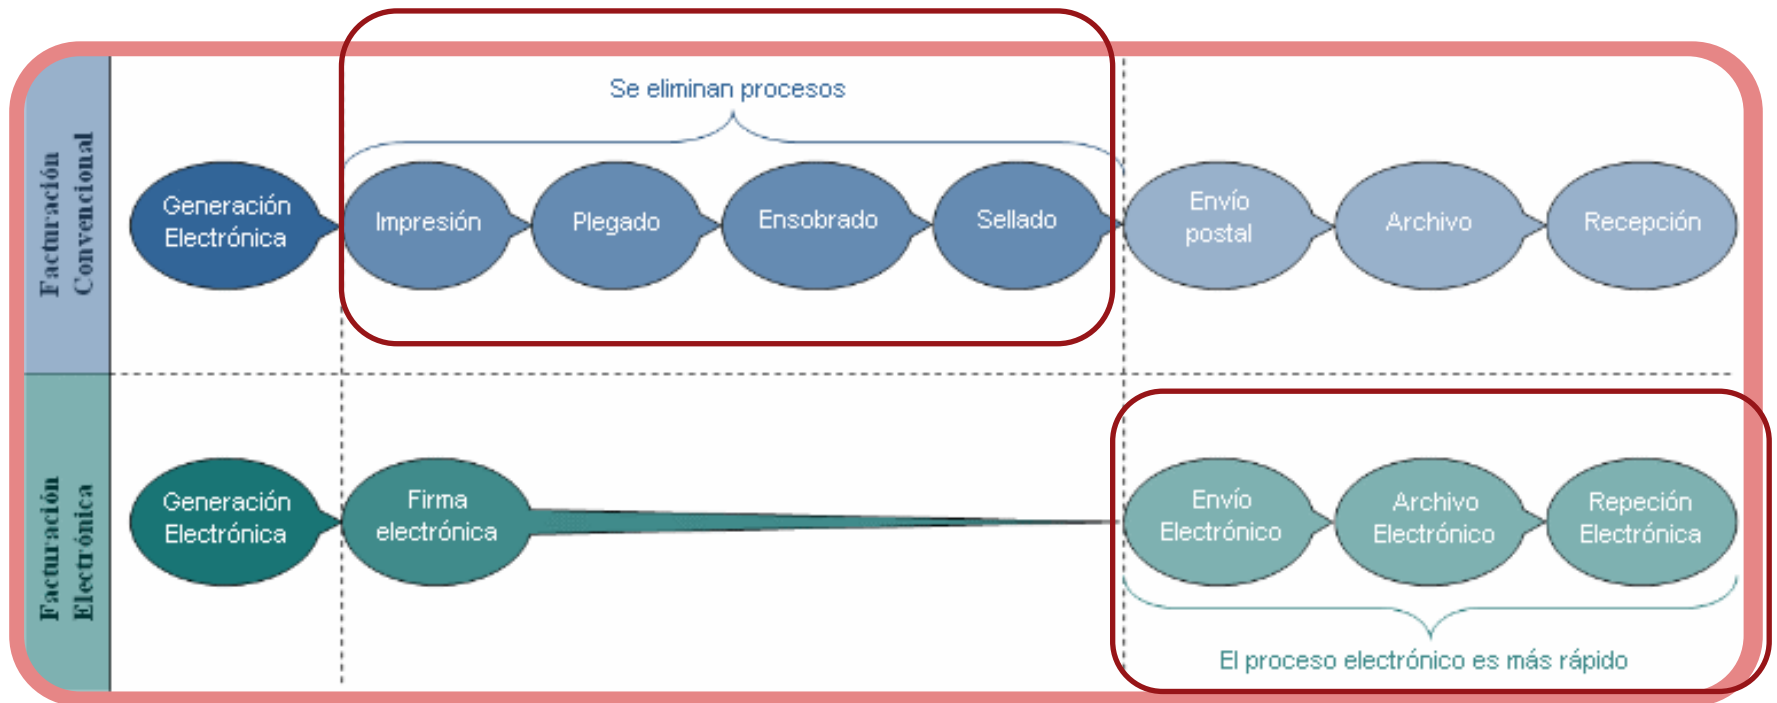 Facturación
Convencional
Se eliminan procesos
Generación
Electrónica
Impresión
Plegado
Ensobrado
Sellado
Envío
postal
Archivo
Recepción
Facturación
Electrónica
Generación
Electrónica
Firma
electrónica
Envío
Electrónico
Archivo
Electrónico
Repeción
Electrónica
El proceso electrónico es más rápido